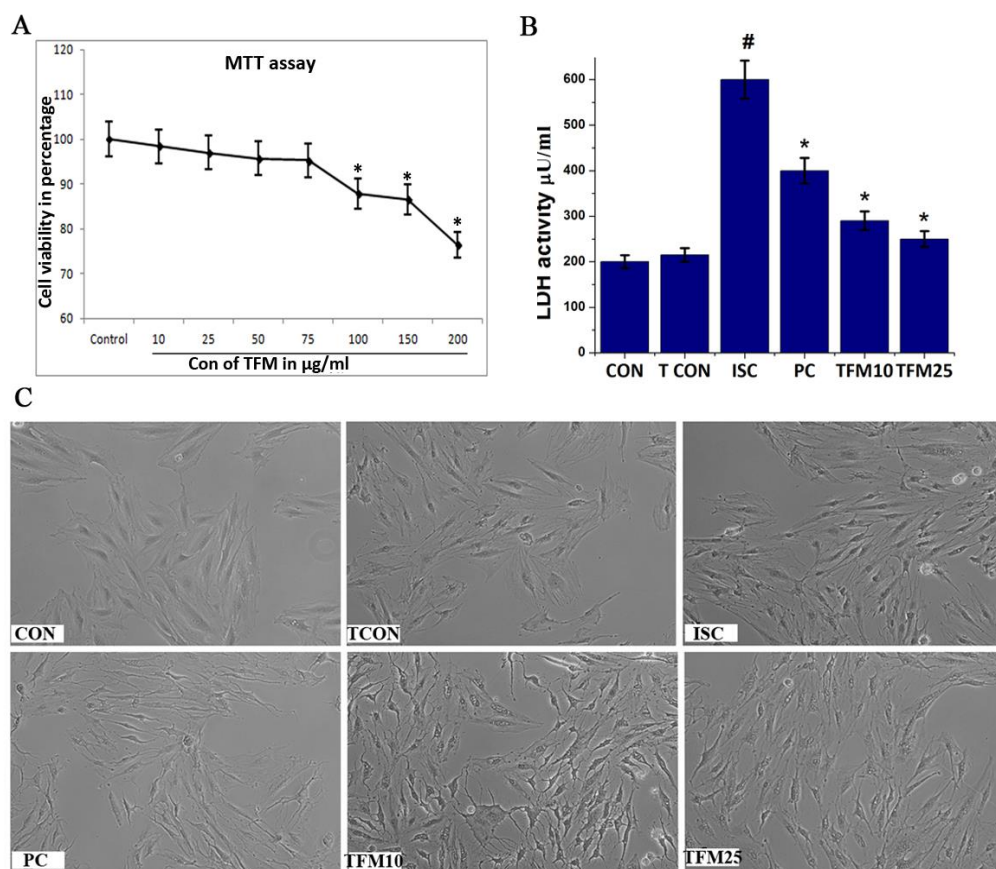 A
MTT assay
120
110
100
90
80
70
60
Cell viability in percentage
*
*
*
Control 10 25 50 75 100 150 200
Con of TFM in µg/ml
B
LDH activity µU/ml
600
500
400
300
200
100
0
#
*
*
*
CON T CON ISC PC TFM10 TFM25
C
CON
TCON
ISC
PC
TFM10
TFM25